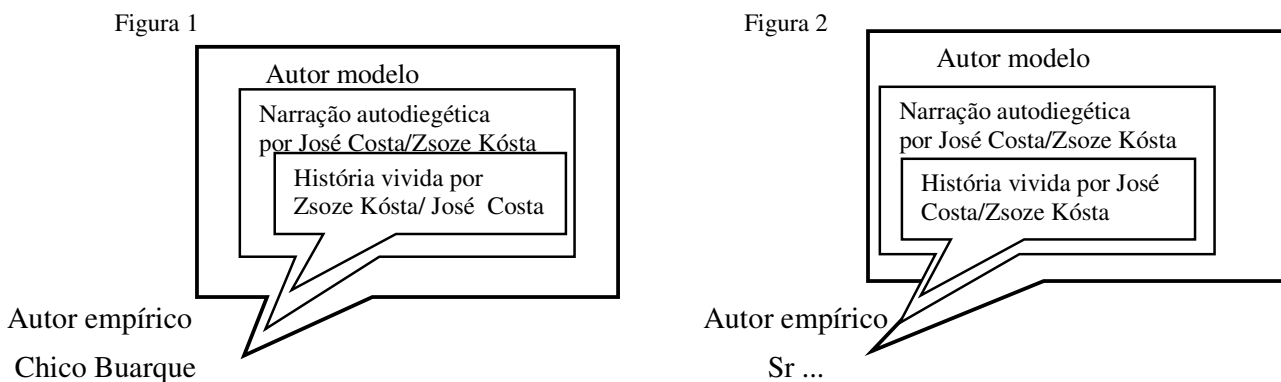 Figura 1
Autor modelo
Narração autodiegética
por José Costa/Zsoze Kósta
História vivida por
Zsoze Kósta/ José Costa
Autor empírico
Chico Buarque
Figura 2
Autor modelo
Narração autodiegética
por José Costa/Zsoze Kósta
História vivida por José
Costa/Zsoze Kósta
Autor empírico
Sr ...